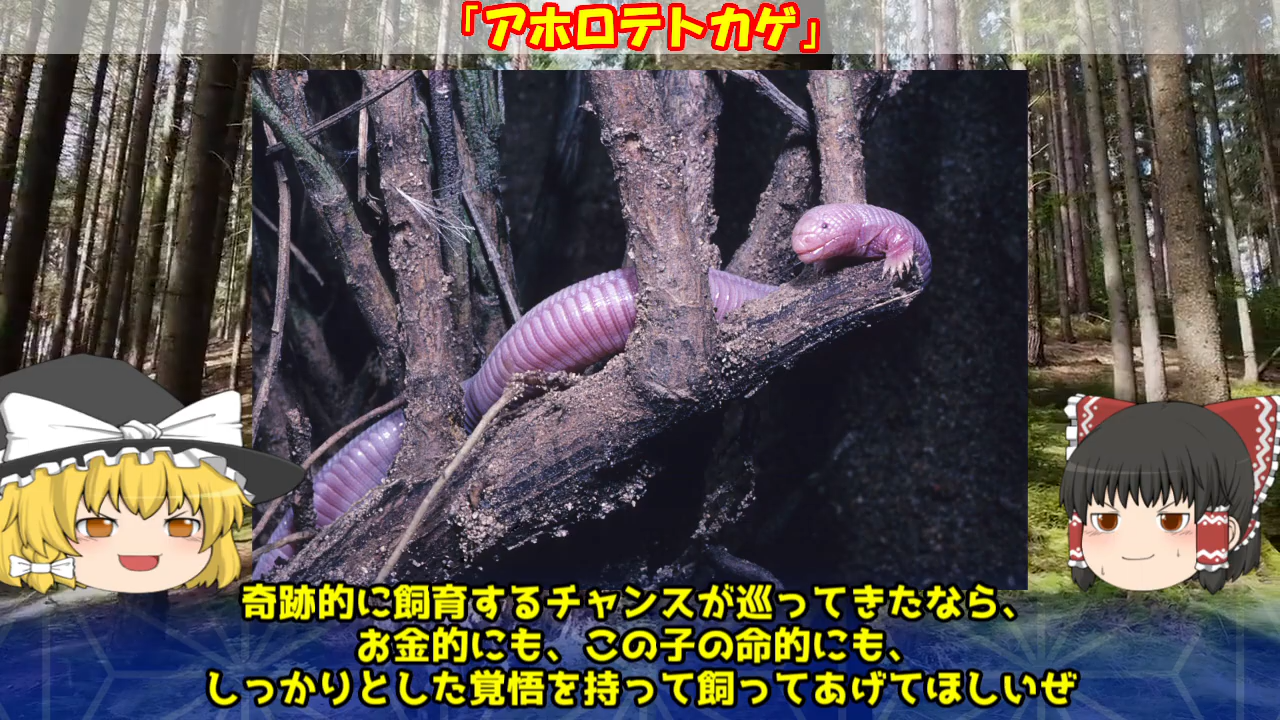 「アホロテトカゲ」
奇跡的に飼育するチャンスが巡ってきたなら、
お金的にも、この子の命的にも、
しっかりとした覚悟を持って飼ってあげてほしいぜ